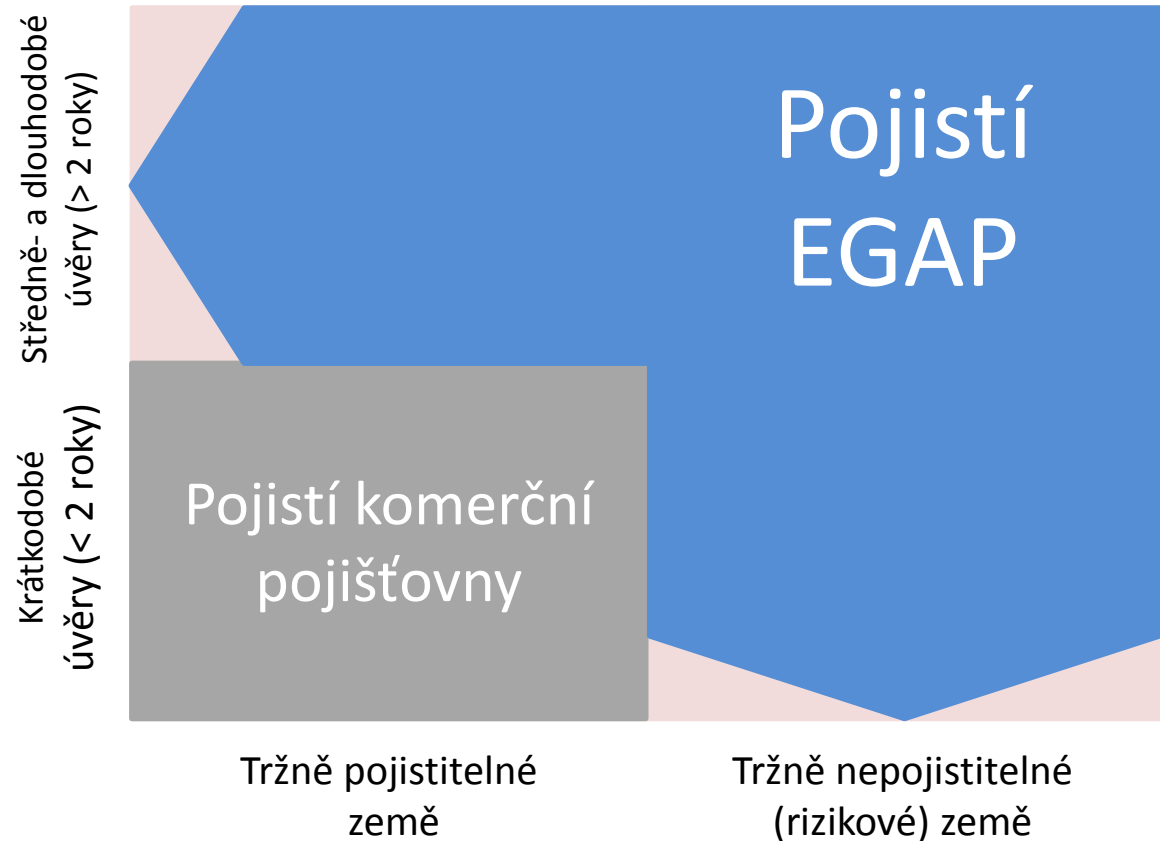 Středně- a dlouhodobé
úvěry (> 2 roky)
Pojistí
EGAP
Krátkodobé
úvěry (< 2 roky)
Pojistí komerční
pojišťovny
Tržně pojistitelné
země
Tržně nepojistitelné
(rizikové) země